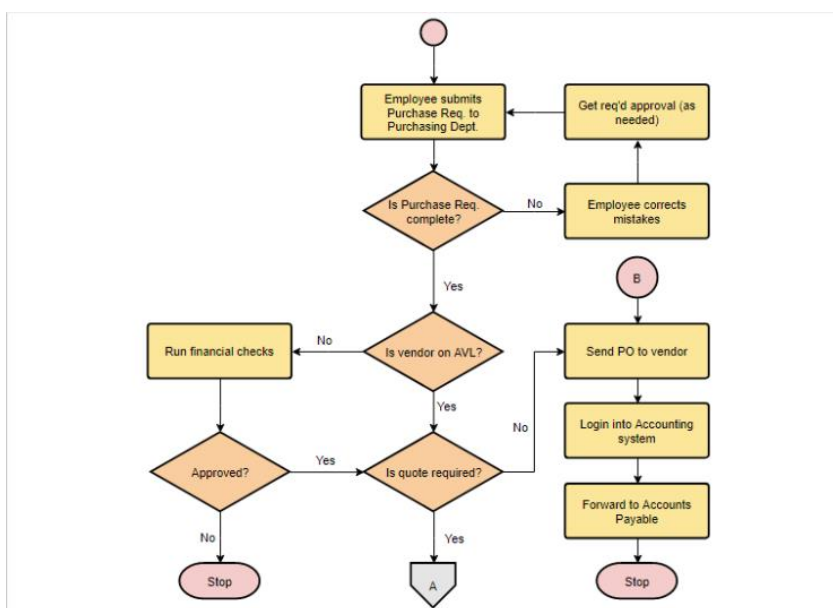 Employee submits
Purchase Req. to
Purchasing Dept.
Get req'd approval (as
needed)
Is Purchase Req.
complete?
No
Employee corrects
mistakes
Yes
B
Run financial checks
No
Is vendor on AVL?
Send PO to vendor
Yes
No
Login into Accounting
system
Approved?
Yes
Is quote required?
Forward to Accounts
Payable
No
Yes
Stop
A
Stop